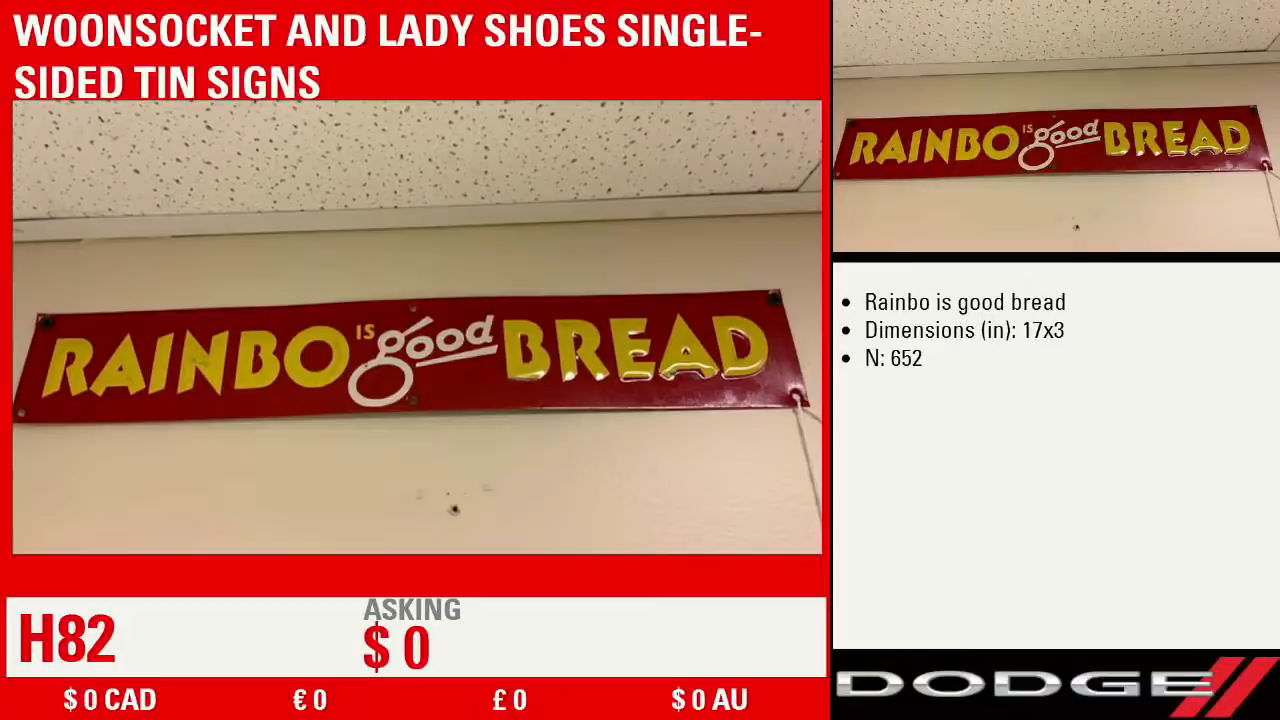 WOONSOCKET AND LADY SHOES SINGLE-
SIDED TIN SIGNS
RAINBO IS good BREAD
RAINBO IS good BREAD
• Rainbo is good bread
• Dimensions (in): 17x3
• N: 652
H82
ASKING
$ 0
$ 0 CAD
€ 0
£ 0
$ 0 AU
DODGE